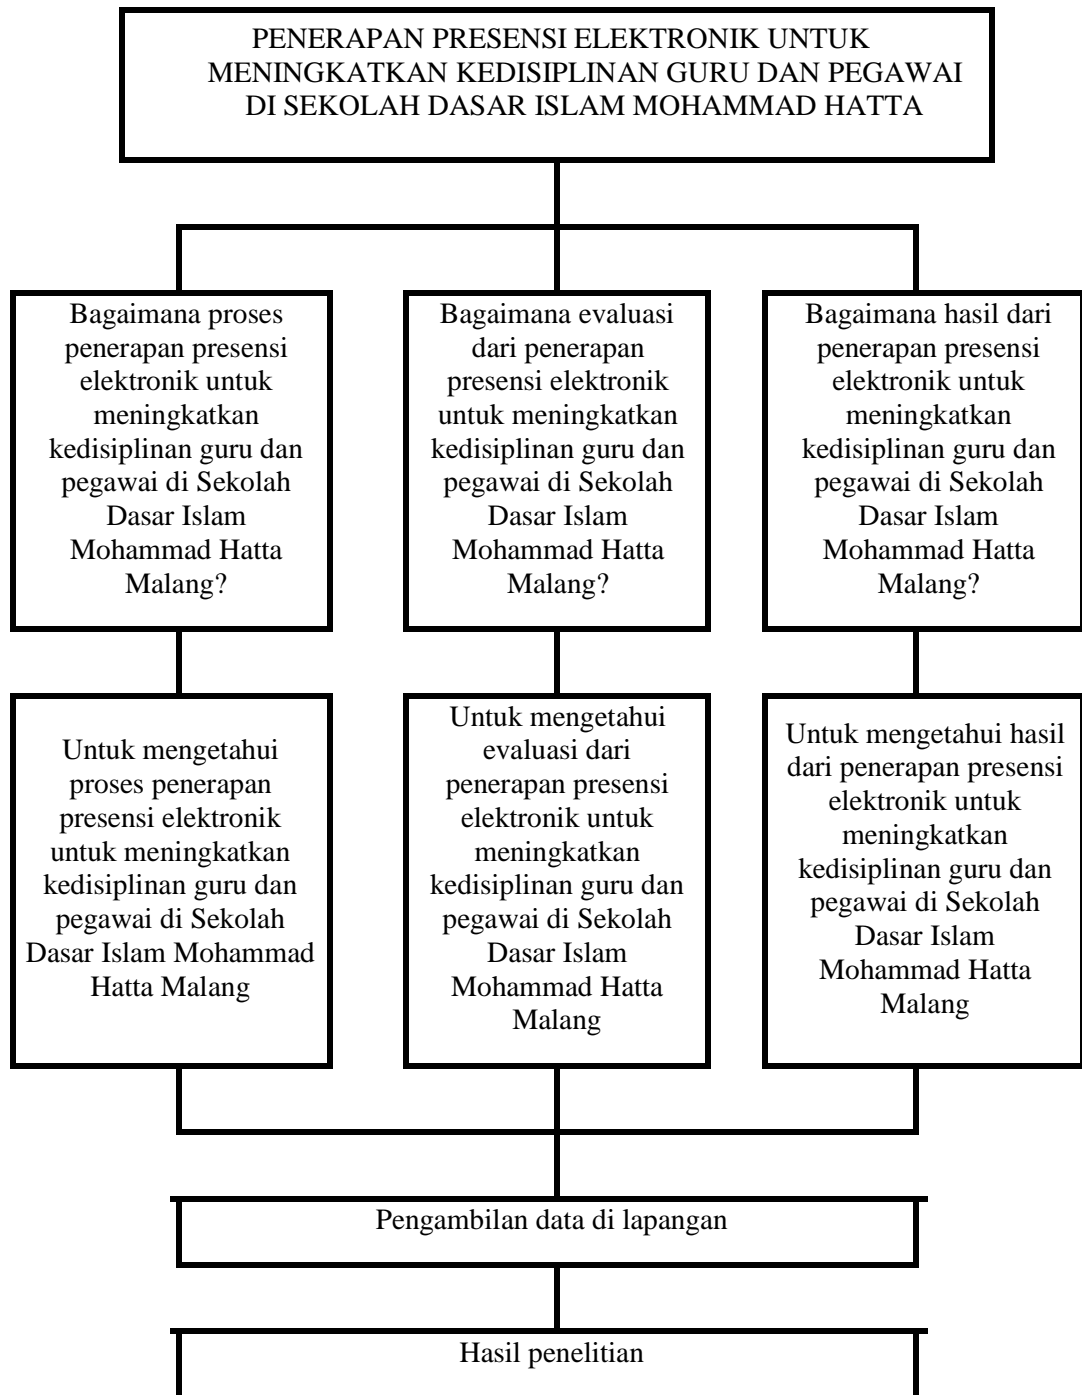 PENERAPAN PRESENSI ELEKTRONIK UNTUK
MENINGKATKAN KEDISIPLINAN GURU DAN PEGAWAI
DI SEKOLAH DASAR ISLAM MOHAMMAD HATTA
Bagaimana proses
penerapan presensi
elektronik untuk
meningkatkan
kedisiplinan guru dan
pegawai di Sekolah
Dasar Islam
Mohammad Hatta
Malang?
Bagaimana evaluasi
dari penerapan
presensi elektronik
untuk meningkatkan
kedisiplinan guru dan
pegawai di Sekolah
Dasar Islam
Mohammad Hatta
Malang?
Bagaimana hasil dari
penerapan presensi
elektronik untuk
meningkatkan
kedisiplinan guru dan
pegawai di Sekolah
Dasar Islam
Mohammad Hatta
Malang?
Untuk mengetahui
proses penerapan
presensi elektronik
untuk meningkatkan
kedisiplinan guru dan
pegawai di Sekolah
Dasar Islam Mohammad
Hatta Malang
Untuk mengetahui
evaluasi dari
penerapan presensi
elektronik untuk
meningkatkan
kedisiplinan guru dan
pegawai di Sekolah
Dasar Islam
Mohammad Hatta
Malang
Untuk mengetahui hasil
dari penerapan presensi
elektronik untuk
meningkatkan
kedisiplinan guru dan
pegawai di Sekolah
Dasar Islam
Mohammad Hatta
Malang
Pengambilan data di lapangan
Hasil penelitian